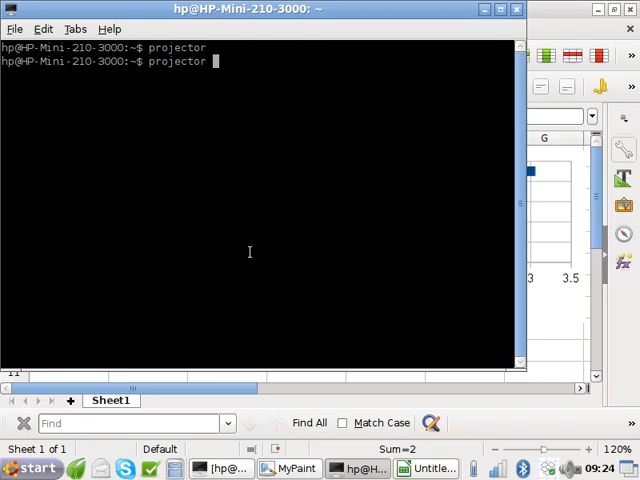 hp@HP-Mini-210-3000: ~
File Edit Tabs Help
hp@HP-Mini-210-3000:~$ projector
hp@HP-Mini-210-3000:~$ projector
G
3 3.5
11
Sheet1
Find Find All Match Case
Sheet 1 of 1 Default Sum=2 120%
start [hp@... MyPaint hp@H... Untitle... 09:24